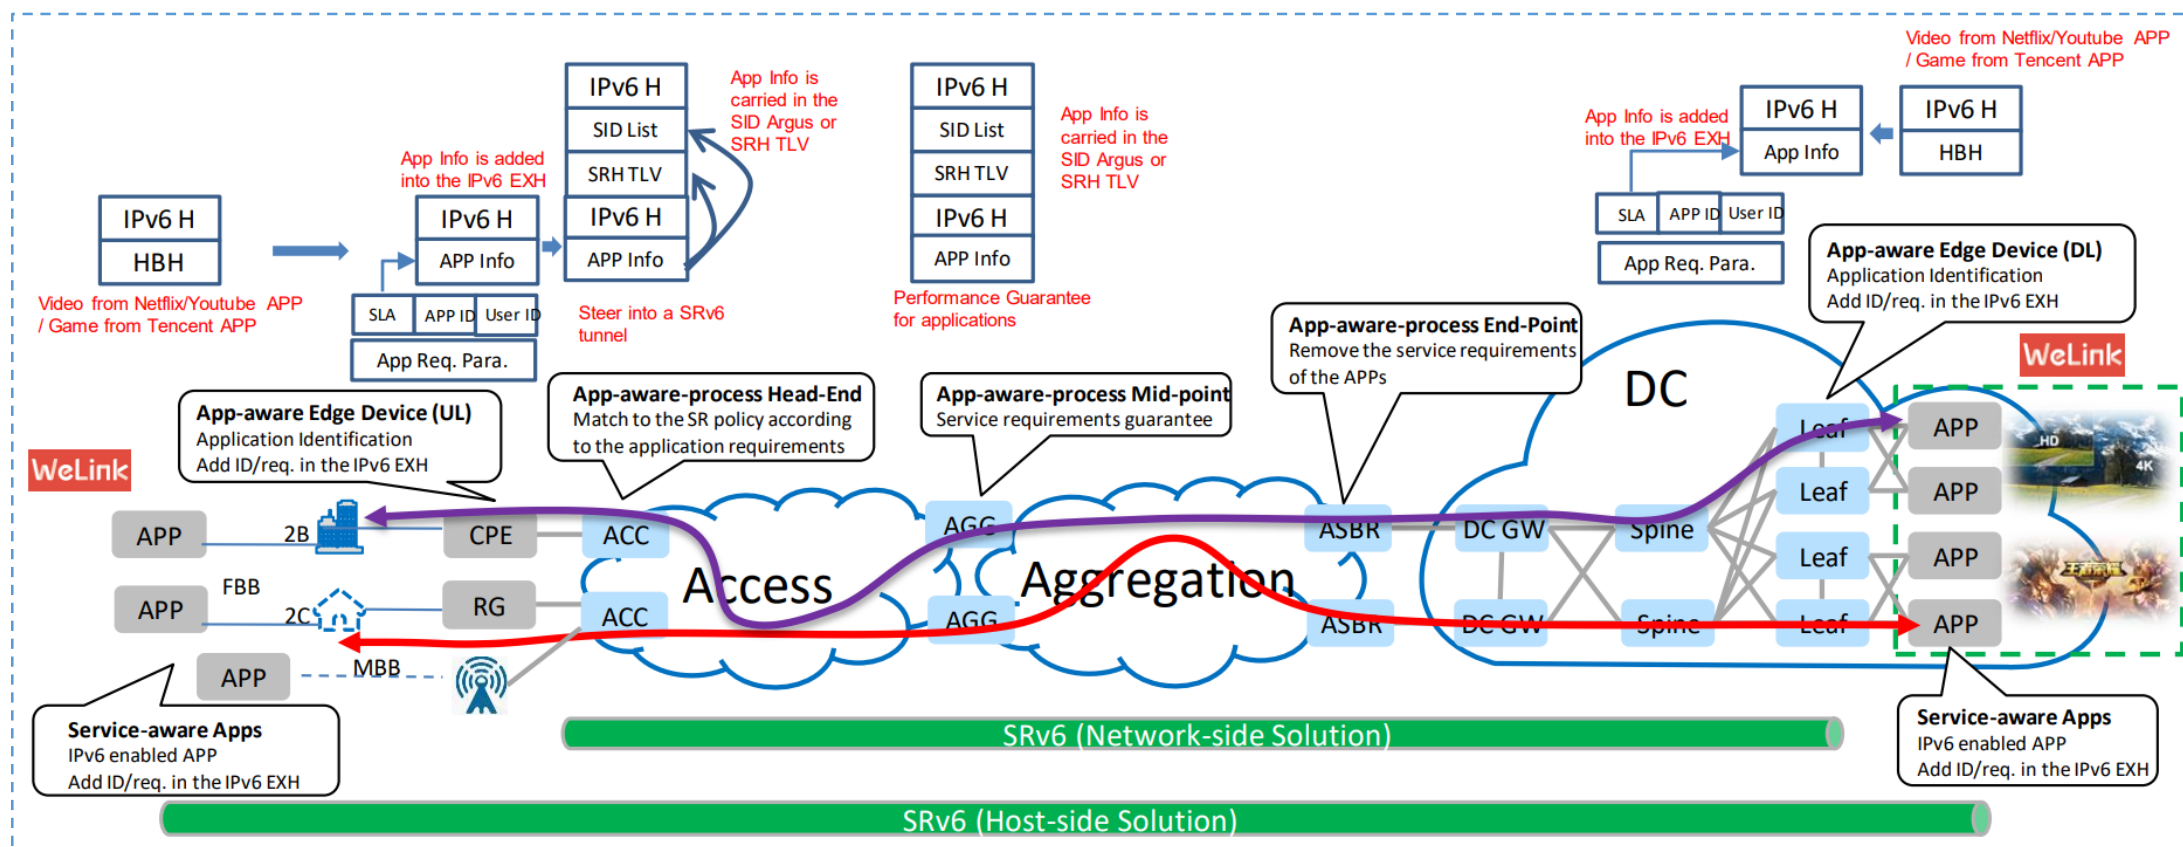 Video from Netflix/Youtube APP
/ Game from Tencent APP
IPv6 H
HBH
Video from Netflix/Youtube APP
/ Game from Tencent APP
App Info is added
into the IPv6 EXH
IPv6 H
APP Info
SLA
APP ID
User ID
App Req. Para.
IPv6 H
SID List
SRH TLV
IPv6 H
APP Info
App Info is
carried in the
SID Argus or
SRH TLV
Steer into a SRv6
tunnel
IPv6 H
SID List
SRH TLV
IPv6 H
APP Info
App Info is
carried in the
SID Argus or
SRH TLV
Performance Guarantee
for applications
App Info is added
into the IPv6 EXH
IPv6 H
App Info
IPv6 H
HBH
SLA
APP ID
User ID
App Req. Para.
App-aware Edge Device (UL)
Application Identification
Add ID/req. in the IPv6 EXH
App-aware-process Head-End
Match to the SR policy according
to the application requirements
App-aware-process Mid-point
Service requirements guarantee
App-aware-process End-Point
Remove the service requirements
of the APPs
App-aware Edge Device (DL)
Application Identification
Add ID/req. in the IPv6 EXH
WeLink
WeLink
DC
APP
2B
CPE
ACC
AGG
ASBR
DC GW
Spine
Leaf
APP
HD
4K
Leaf
APP
FBB
APP
2C
RG
ACC
Access
AGG
Aggregation
ASBR
DC GW
Spine
Leaf
APP
王者荣耀
Leaf
APP
APP
MBB
Service-aware Apps
IPv6 enabled APP
Add ID/req. in the IPv6 EXH
Service-aware Apps
IPv6 enabled APP
Add ID/req. in the IPv6 EXH
SRv6 (Network-side Solution)
SRv6 (Host-side Solution)